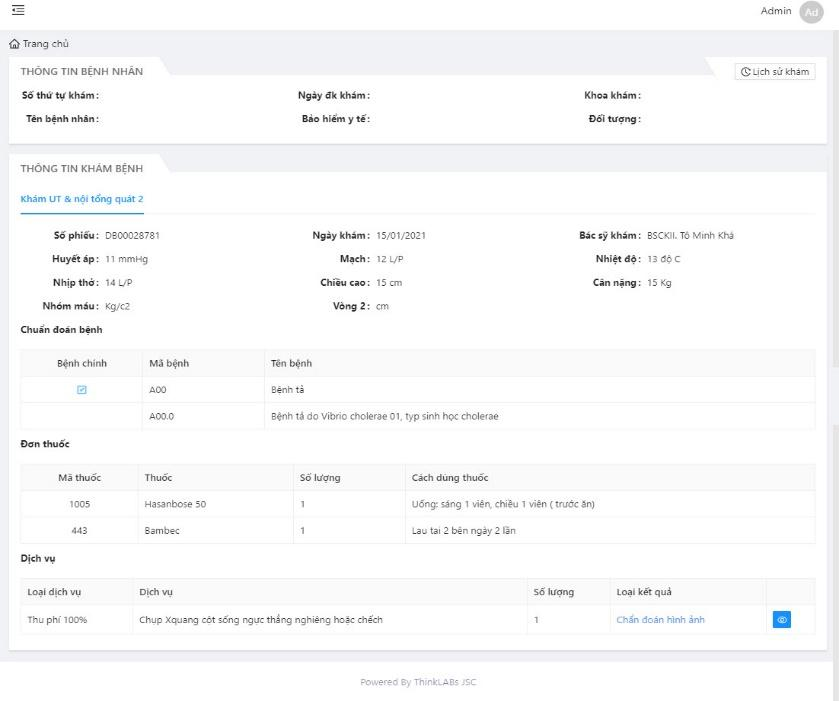 Admin Ad
Trang chủ
THÔNG TIN BỆNH NHÂN Lịch sử khám
Số thứ tự khám : Ngày đk khám : Khoa khám :
Tên bệnh nhân : Bảo hiểm y tế : Đối tượng :
THÔNG TIN KHÁM BỆNH
Khám UT & nội tổng quát 2
Số phiếu : DB00028781 Ngày khám : 15/01/2021 Bác sỹ khám : BSCKII. Tô Minh Khá
Huyết áp : 11 mmHg Mạch : 12 L/P Nhiệt độ : 13 độ C
Nhịp thở : 14 L/P Chiều cao : 15 cm Cân nặng : 15 Kg
Nhóm máu : Kg/c2 Vòng 2 : cm
Chuẩn đoán bệnh
Bệnh chính Mã bệnh Tên bệnh
A00 Bệnh tả
A00.0 Bệnh tả do Vibrio cholerae 01, typ sinh học cholerae
Đơn thuốc
Mã thuốc Thuốc Số lượng Cách dùng thuốc
1005 Hasanbose 50 1 Uống: sáng 1 viên, chiều 1 viên ( trước ăn)
443 Bambec 1 Lau tai 2 bên ngày 2 lần
Dịch vụ
Loại dịch vụ Dịch vụ Số lượng Loại kết quả
Thu phí 100% Chụp Xquang cột sống ngực thẳng nghiêng hoặc chếch 1 Chẩn đoán hình ảnh
Powered By ThinkLABs JSC